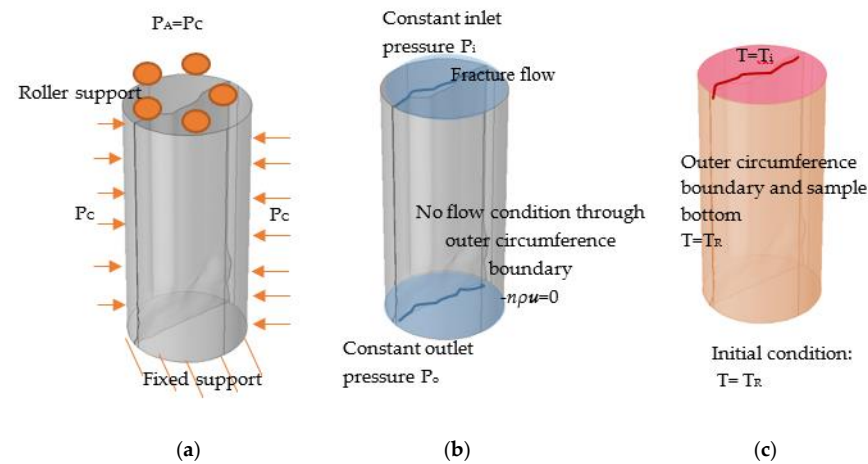 PA=PC
Roller support
PC
PC
Fixed support
(a)
Constant inlet
pressure Pi
Fracture flow
No flow condition through
outer circumference
boundary
-nρu=0
Constant outlet
pressure Po
(b)
T=Ti
Outer circumference
boundary and sample
bottom
T=TR
Initial condition:
T= TR
(c)